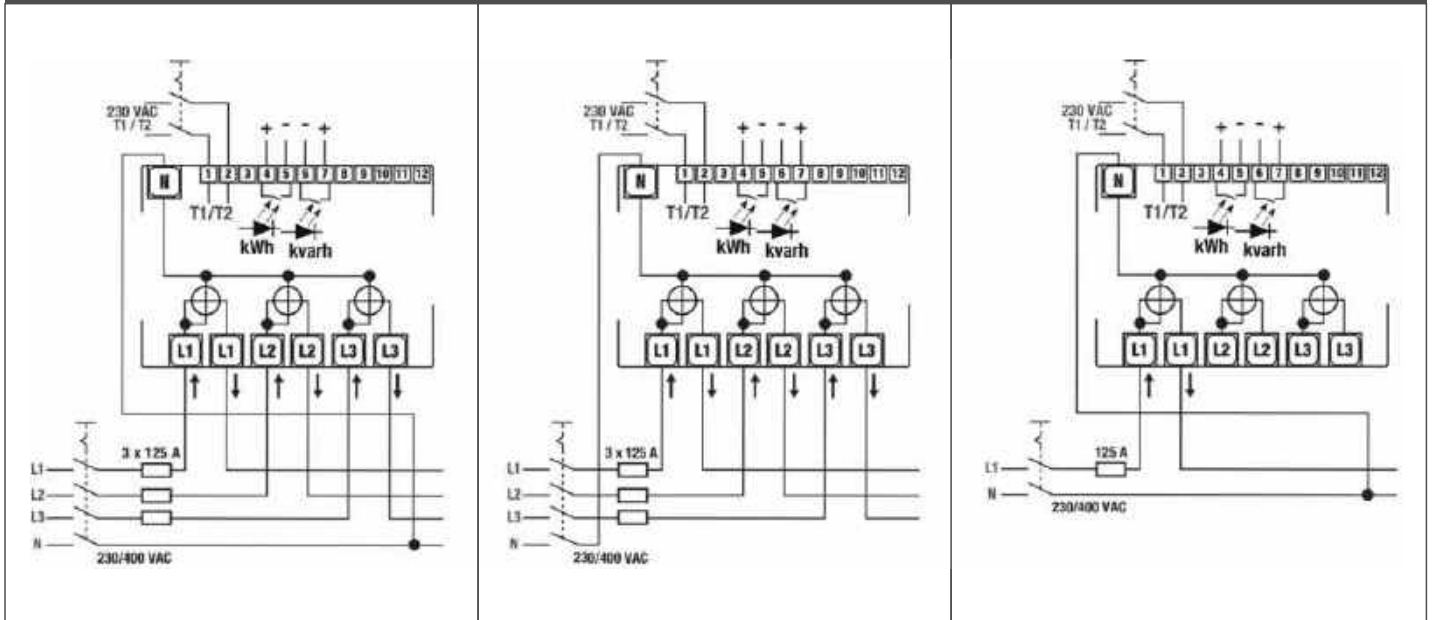 230 VAC
T1 / T2
+ - - +
N
1 2 3 4 5 6 7 8 9 10 11 12
T1/T2
kWh
kvarh
L1 L1 L2 L2 L3 L3
3 x 125 A
L1
L2
L3
N
230/400 VAC
230 VAC
T1 / T2
+ - - +
N
1 2 3 4 5 6 7 8 9 10 11 12
T1/T2
kWh
kvarh
L1 L1 L2 L2 L3 L3
3 x 125 A
L1
L2
L3
N
230/400 VAC
230 VAC
T1 / T2
+ - - +
N
1 2 3 4 5 6 7 8 9 10 11 12
T1/T2
kWh
kvarh
L1 L1 L2 L2 L3 L3
125 A
L1
N
230/400 VAC